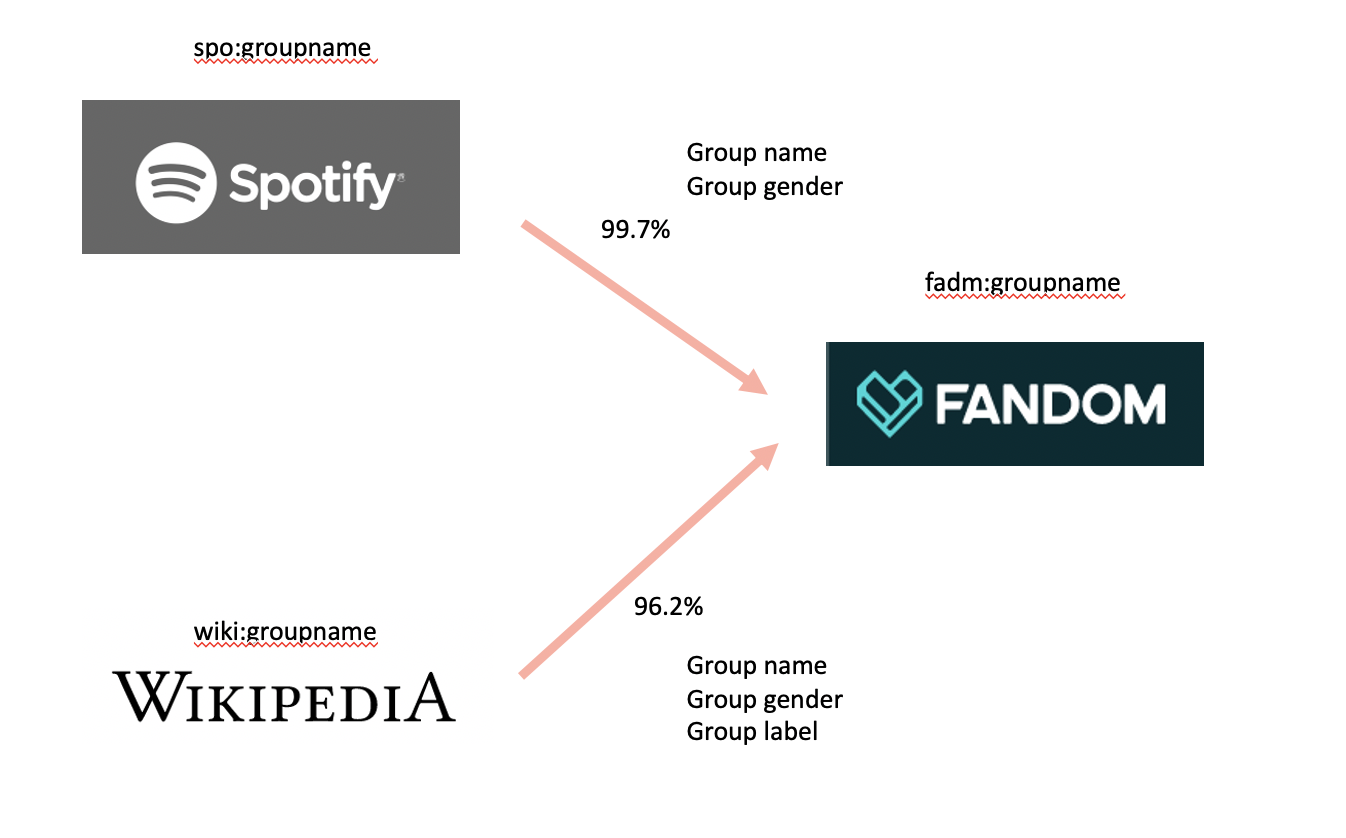 spo:groupname
Spotify
Group name
Group gender
99.7%
fadm:groupname
FANDOM
96.2%
wiki:groupname
WIKIPEDIA
Group name
Group gender
Group label